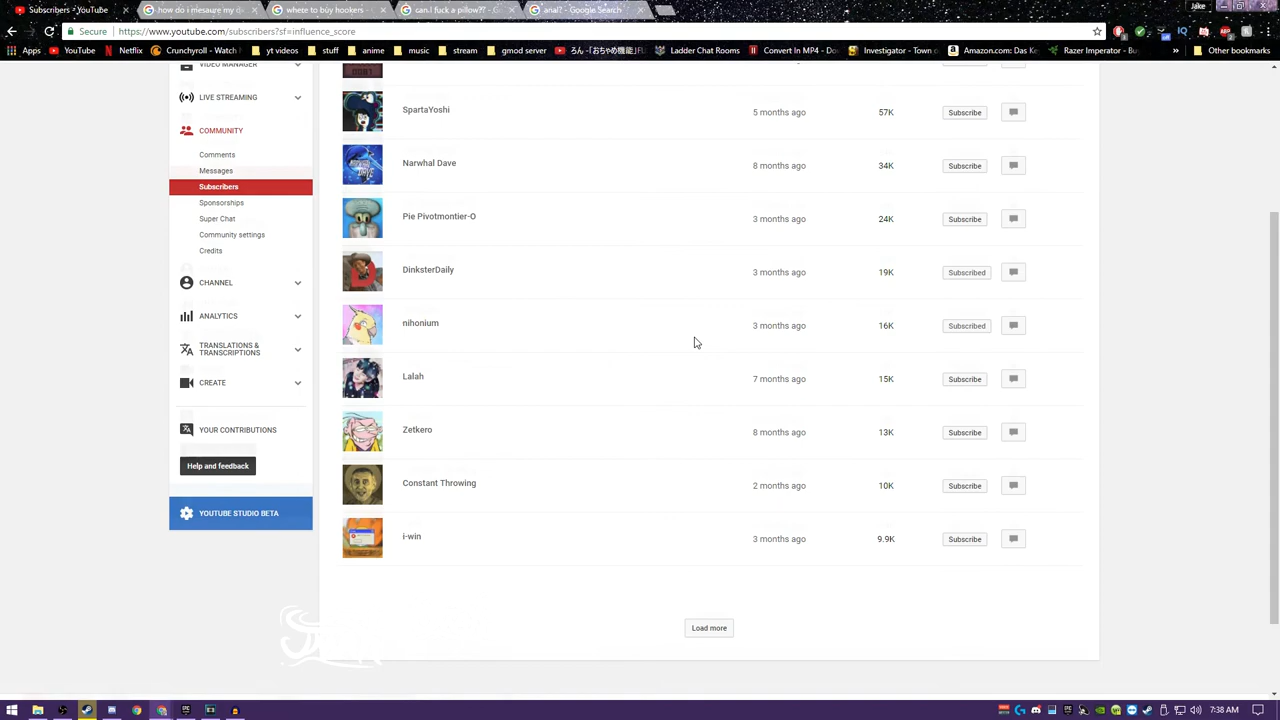 Subscribers - YouTube how do i mesaure my d where to buy hookers - can.I fuck a pillow?? - G anal? - Google Search Jake
Secure https://www.youtube.com/subscribers?sf=influence_score
Apps YouTube Netflix Crunchyroll - Watch yt videos stuff anime music stream gmod server Ladder Chat Rooms Convert in MP4 - Do Investigator - Town o Amazon.com: Das Ke Razer Imperator - Bu » Other bookmarks
VIDEO MANAGER
LIVE STREAMING
COMMUNITY
Comments
Messages
Subscribers
Sponsorships
Super Chat
Community settings
Credits
CHANNEL
ANALYTICS
TRANSLATIONS &
TRANSCRIPTIONS
CREATE
YOUR CONTRIBUTIONS
Help and feedback
YOUTUBE STUDIO BETA
SpartaYoshi 5 months ago 57K Subscribe
Narwhal Dave 8 months ago 34K Subscribe
Pie Pivotmontier-O 3 months ago 24K Subscribe
DinksterDaily 3 months ago 19K Subscribed
nihonium 3 months ago 16K Subscribed
Lalah 7 months ago 15K Subscribe
Zetkero 8 months ago 13K Subscribe
Constant Throwing 2 months ago 10K Subscribe
i-win 3 months ago 9.9K Subscribe
Load more
7:38 AM